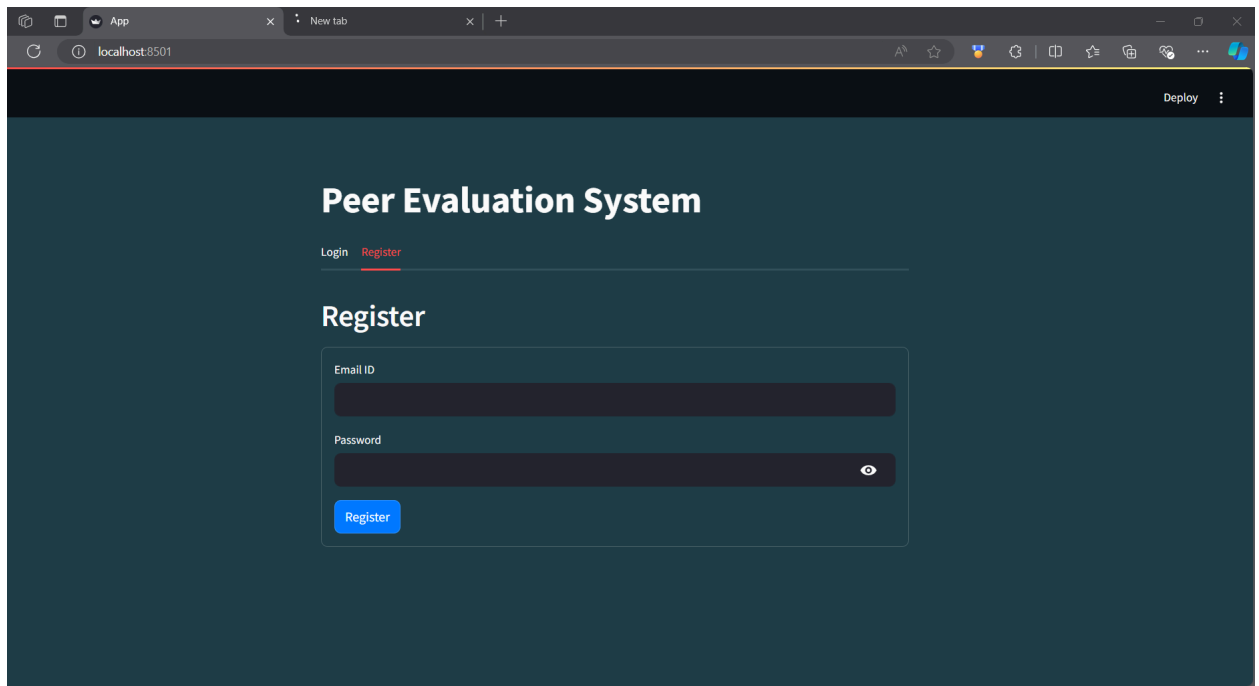 App
New tab
localhost:8501
Deploy
Peer Evaluation System
Login Register
Register
Email ID
Password
Register